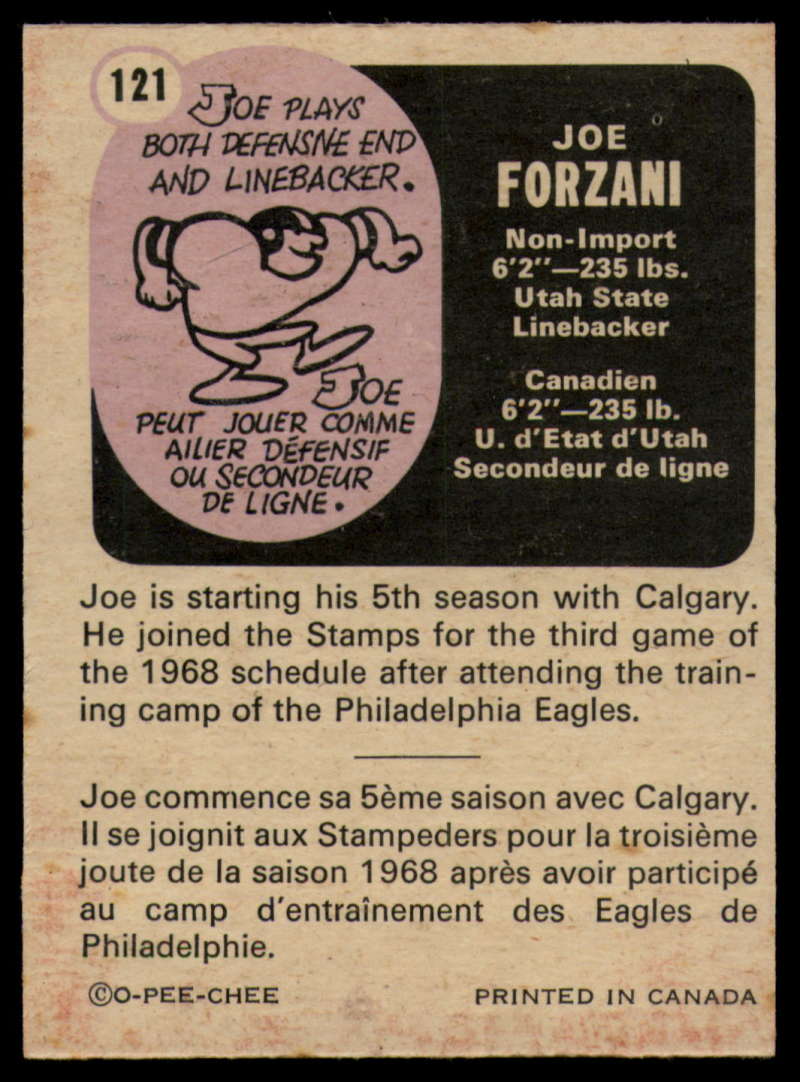 121
JOE PLAYS
BOTH DEFENSIVE END
AND LINEBACKER.
JOE
PEUT JOUER COMME
AILIER DÉFENSIF
OU SECONDEUR
DE LIGNE.
JOE
FORZANI
Non-Import
6'2"—235 lbs.
Utah State
Linebacker
Canadien
6'2"—235 lb.
U. d'Etat d'Utah
Secondeur de ligne
Joe is starting his 5th season with Calgary.
He joined the Stamps for the third game of
the 1968 schedule after attending the train-
ing camp of the Philadelphia Eagles.
Joe commence sa 5ème saison avec Calgary.
Il se joignit aux Stampeders pour la troisième
joute de la saison 1968 après avoir participé
au camp d'entraînement des Eagles de
Philadelphie.
©O-PEE-CHEE
PRINTED IN CANADA